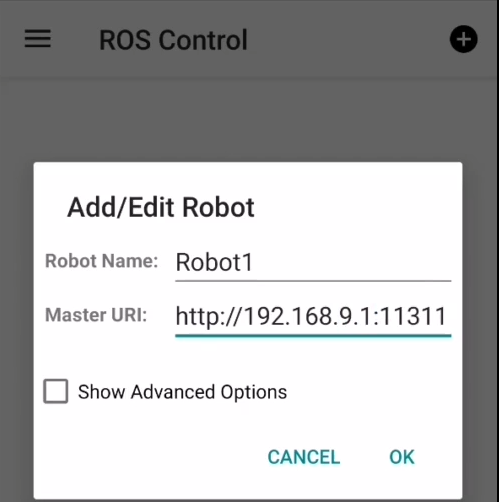 ROS Control
Add/Edit Robot
Robot Name: Robot1
Master URI: http://192.168.9.1:11311
Show Advanced Options
CANCEL OK